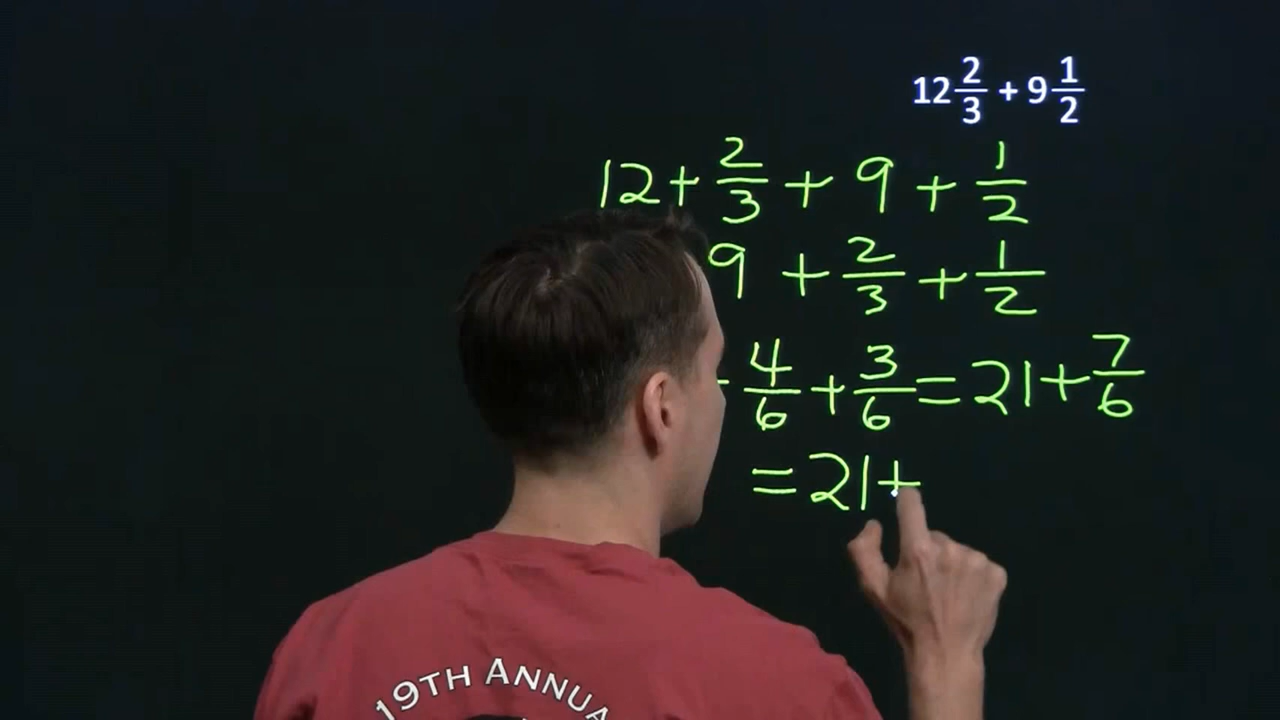 12 2/3 + 9 1/2
12 + 2/3 + 9 + 1/2
9 + 2/3 + 1/2
4/6 + 3/6 = 21 + 7/6
= 21 +
19TH ANNUA